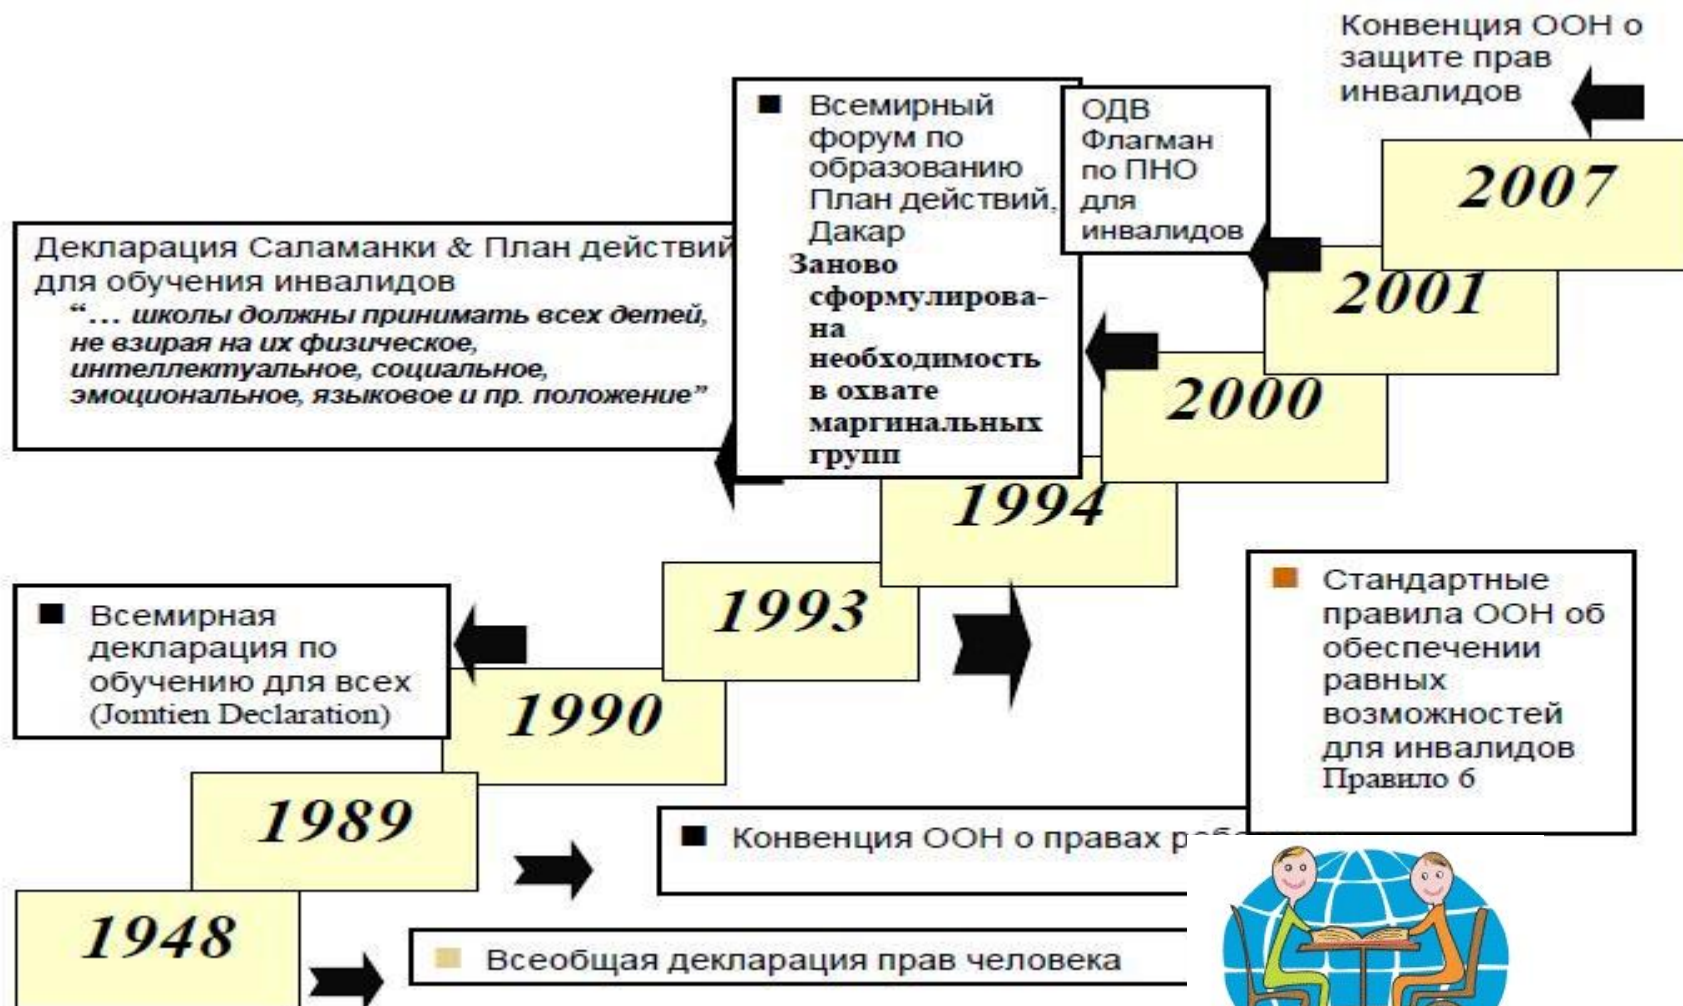 Конвенция ООН о
защите прав
инвалидов
2007
ОДВ
Флагман
по ПНО
для
инвалидов
2001
Всемирный
форум по
образованию
План действий,
Дакар
Заново
сформулирова-
на
необходимость
в охвате
маргинальных
групп
2000
Декларация Саламанки & План действий
для обучения инвалидов
“... школы должны принимать всех детей,
не взирая на их физическое,
интеллектуальное, социальное,
эмоциональное, языковое и пр. положение”
1994
1993
Стандартные
правила ООН об
обеспечении
равных
возможностей
для инвалидов
Правило 6
Всемирная
декларация по
обучению для всех
(Jomtien Declaration)
1990
1989
Конвенция ООН о правах
1948
Всеобщая декларация прав человека